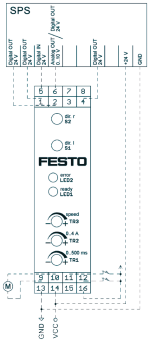 SPS
Digital OUT
24 V
Digital OUT
24 V
Digital IN
24 V
Analog OUT
0..10 V
Digital OUT
24 V
Digital OUT
24 V
+24 V
GND
5 6 7 8
1 2 3 4
dir. r
S2
dir. l
S1
FESTO
error
LED2
ready
LED1
speed
TR3
0..4 A
TR2
0..500 ms
TR1
9 10 11 12
13 14 15 16
M
GND
VCC